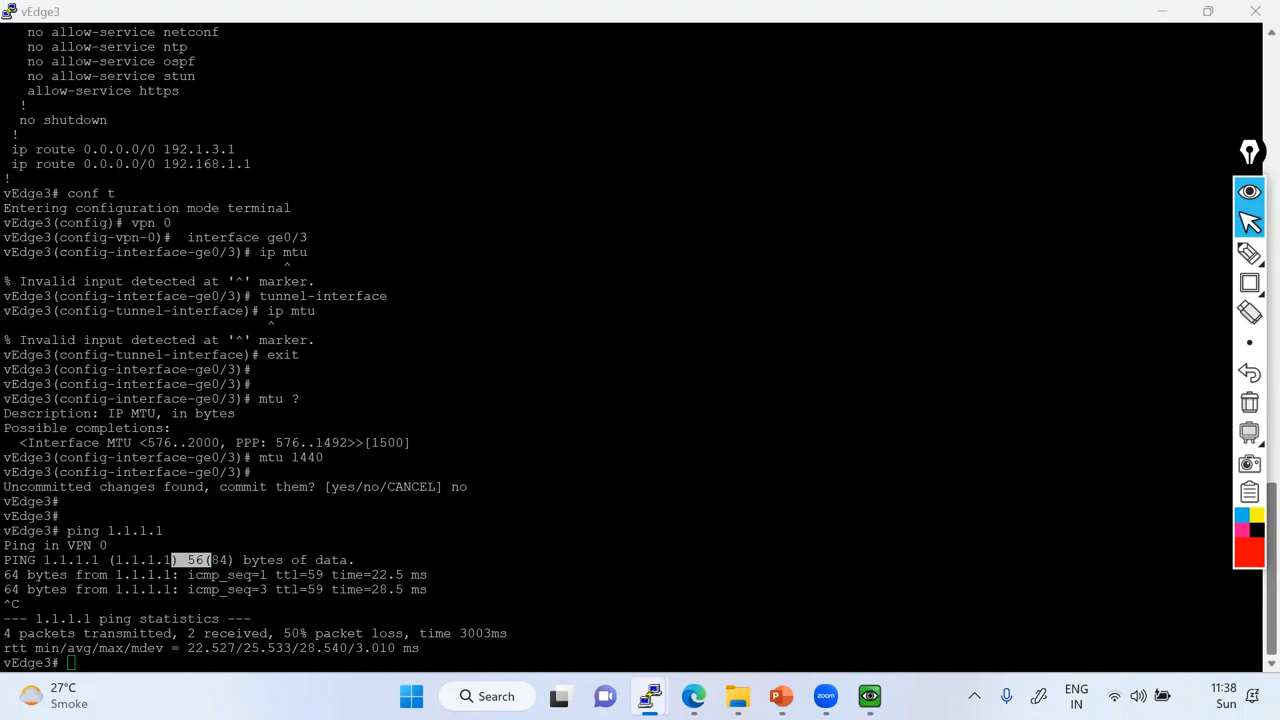 vEdge3
no allow-service netconf
no allow-service ntp
no allow-service ospf
no allow-service stun
allow-service https
!
no shutdown
!
ip route 0.0.0.0/0 192.1.3.1
ip route 0.0.0.0/0 192.168.1.1
!
vEdge3# conf t
Entering configuration mode terminal
vEdge3(config)# vpn 0
vEdge3(config-vpn-0)#  interface ge0/3
vEdge3(config-interface-ge0/3)# ip mtu
^
% Invalid input detected at '^' marker.
vEdge3(config-interface-ge0/3)# tunnel-interface
vEdge3(config-tunnel-interface)# ip mtu
^
% Invalid input detected at '^' marker.
vEdge3(config-tunnel-interface)# exit
vEdge3(config-interface-ge0/3)#
vEdge3(config-interface-ge0/3)#
vEdge3(config-interface-ge0/3)# mtu ?
Description: IP MTU, in bytes
Possible completions:
<Interface MTU <576..2000, PPP: 576..1492>>[1500]
vEdge3(config-interface-ge0/3)# mtu 1440
vEdge3(config-interface-ge0/3)#
Uncommitted changes found, commit them? [yes/no/CANCEL] no
vEdge3#
vEdge3#
vEdge3# ping 1.1.1.1
Ping in VPN 0
PING 1.1.1.1 (1.1.1.1) 56(84) bytes of data.
64 bytes from 1.1.1.1: icmp_seq=1 ttl=59 time=22.5 ms
64 bytes from 1.1.1.1: icmp_seq=3 ttl=59 time=28.5 ms
^C
--- 1.1.1.1 ping statistics ---
4 packets transmitted, 2 received, 50% packet loss, time 3003ms
rtt min/avg/max/mdev = 22.527/25.533/28.540/3.010 ms
vEdge3#
27°C
Smoke
Search
zoom
ENG
IN
11:38
Sun